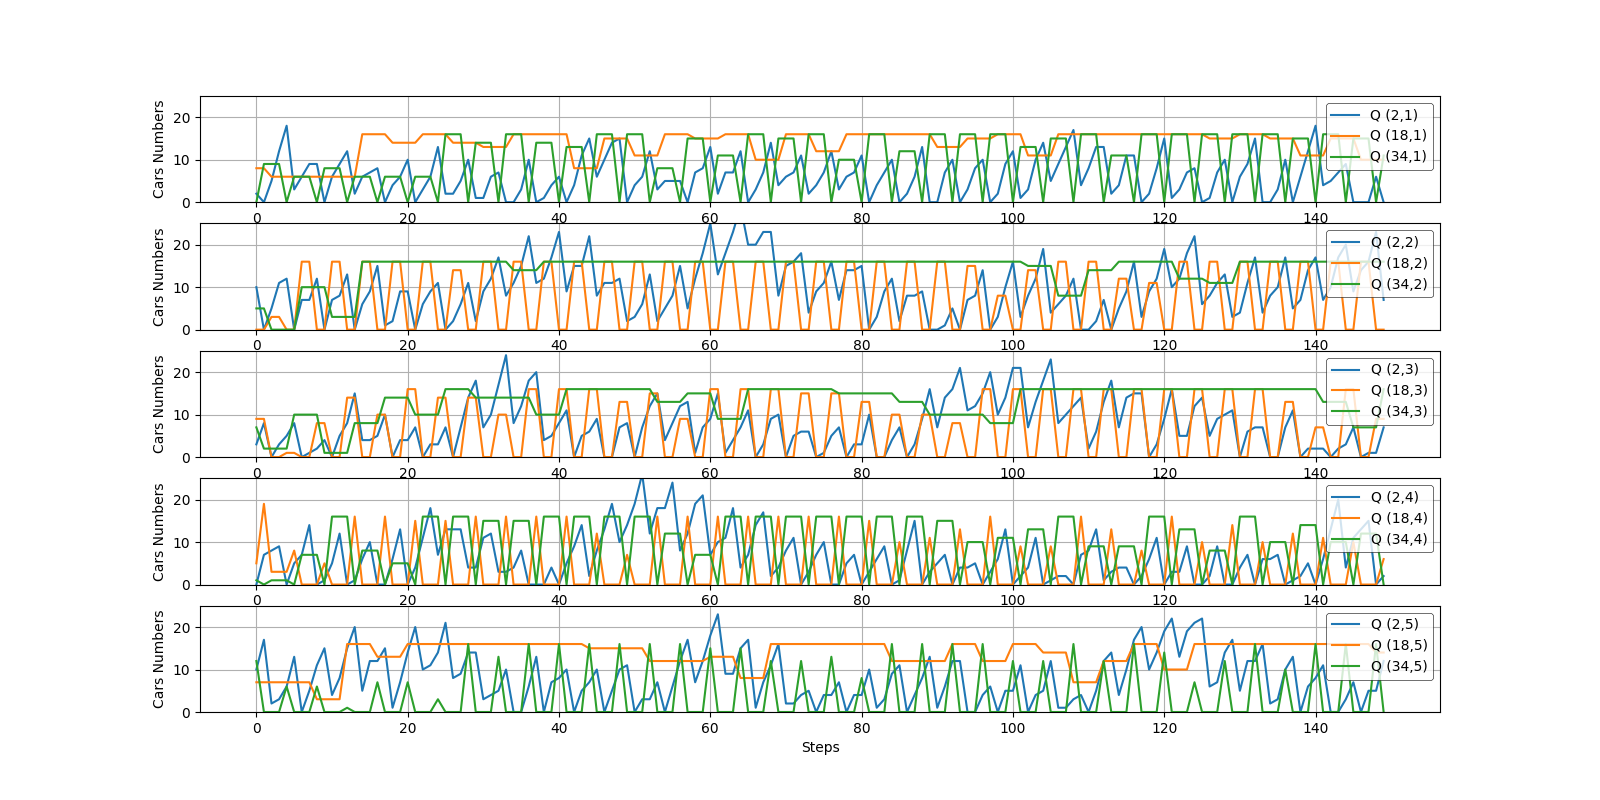 Cars Numbers
20
10
0
Q (2,1)
Q (18,1)
Q (34,1)
0 20 40 60 80 100 120 140
Cars Numbers
20
10
0
Q (2,2)
Q (18,2)
Q (34,2)
0 20 40 60 80 100 120 140
Cars Numbers
20
10
0
Q (2,3)
Q (18,3)
Q (34,3)
0 20 40 60 80 100 120 140
Cars Numbers
20
10
0
Q (2,4)
Q (18,4)
Q (34,4)
0 20 40 60 80 100 120 140
Cars Numbers
20
10
0
Q (2,5)
Q (18,5)
Q (34,5)
0 20 40 60 80 100 120 140
Steps